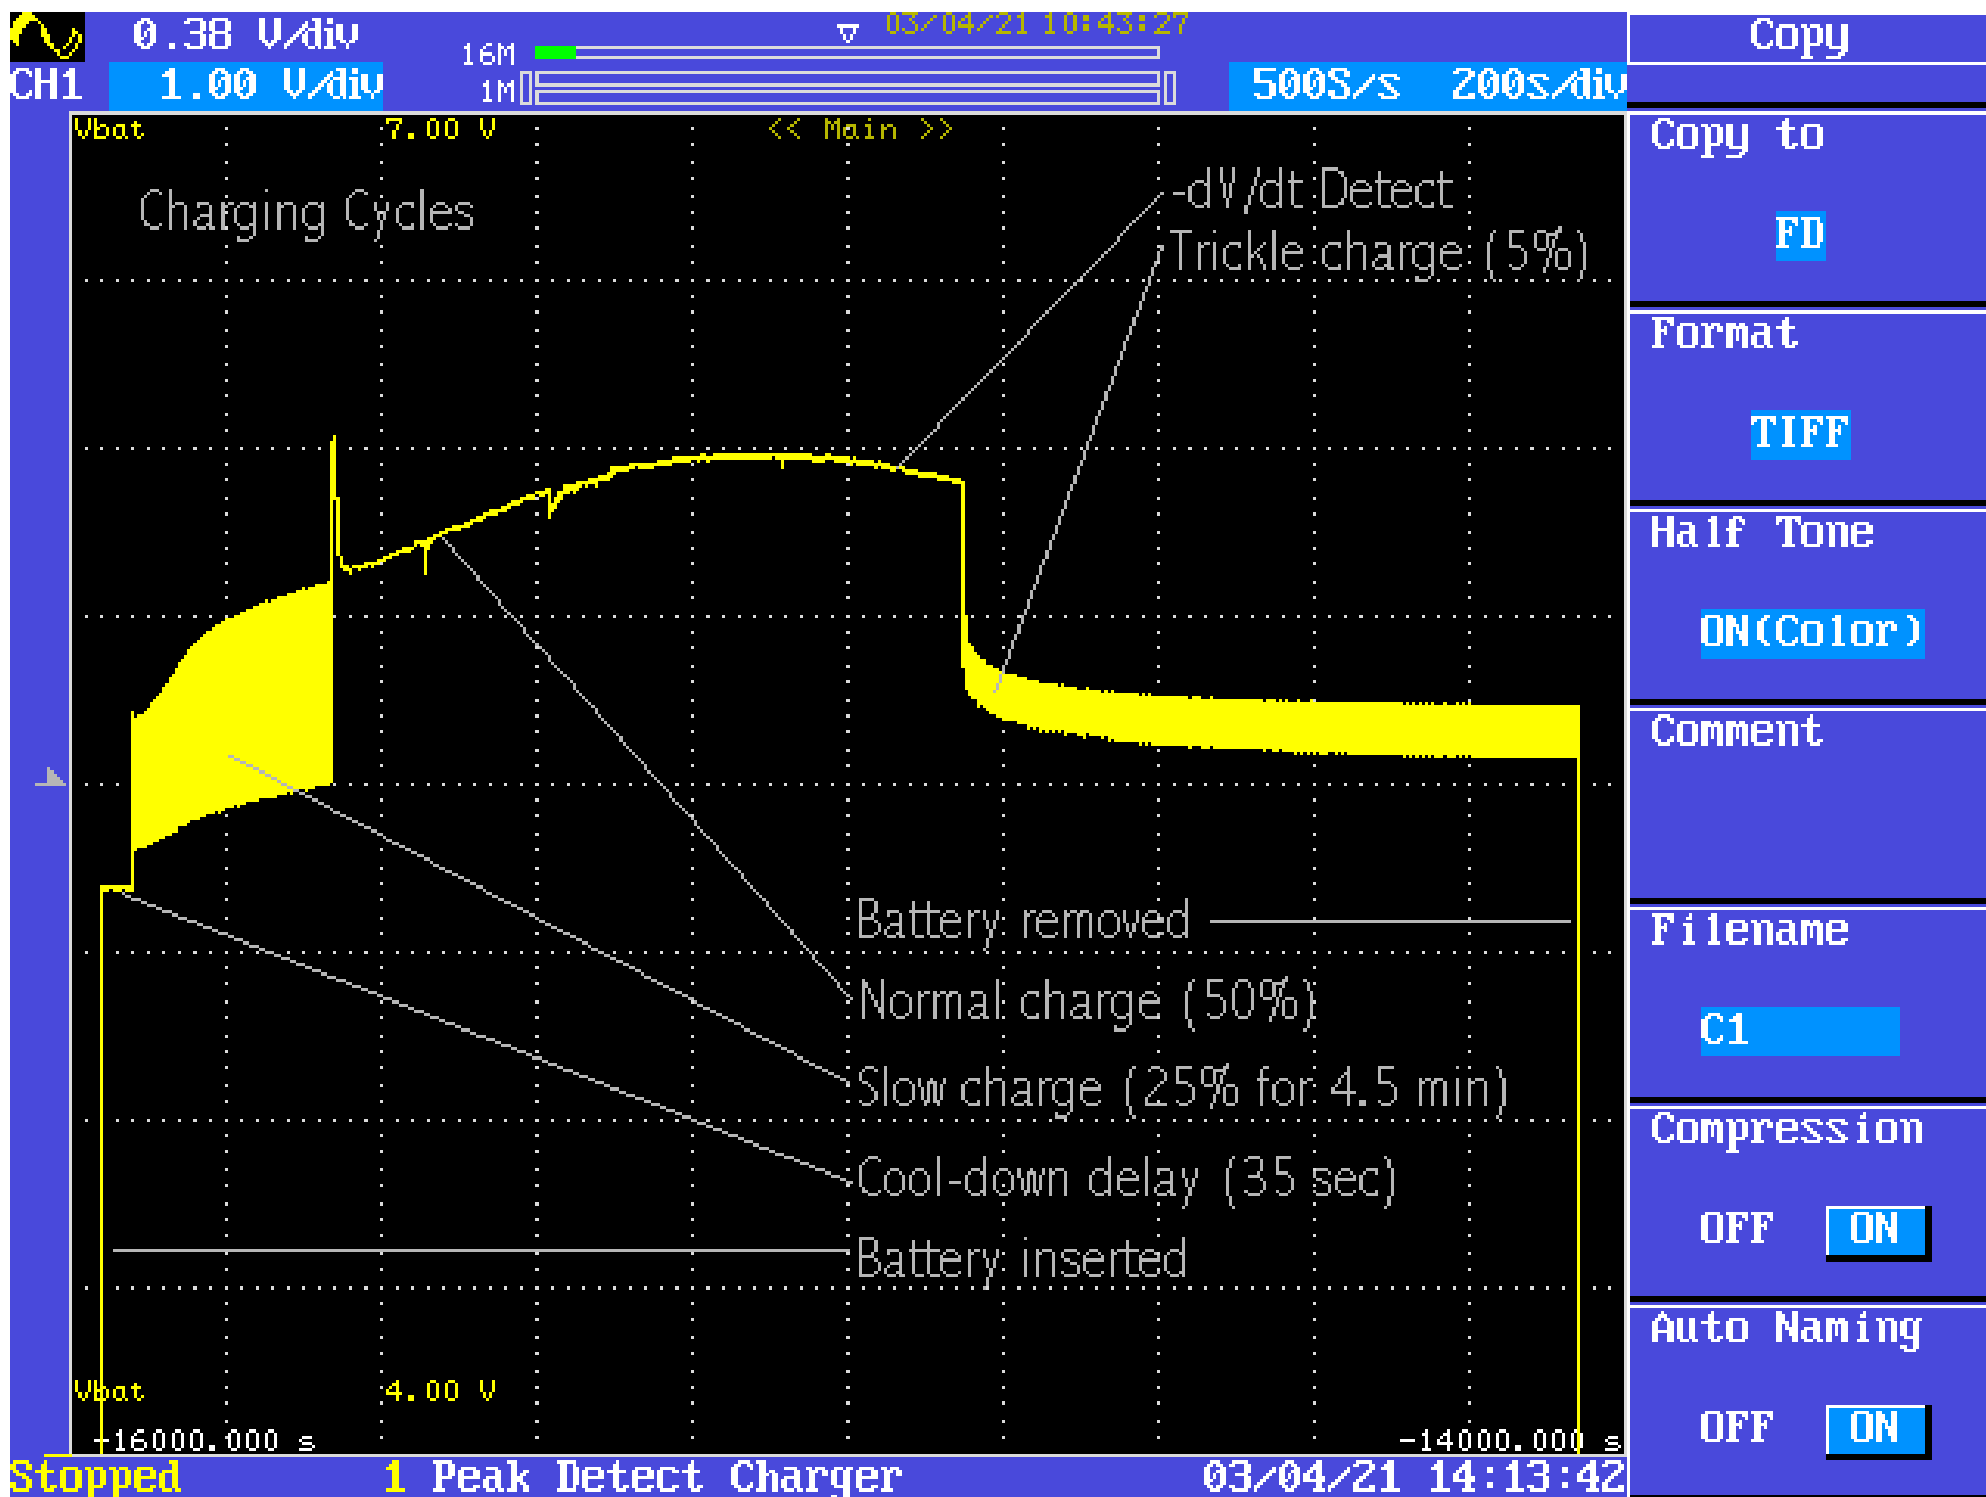 0.38 V/div
03/04/21 10:43:27
16M
CH1 1.00 V/div
1M
500S/s 200s/div
Copy
Vbat 7.00 V
<< Main >>
Copy to
FD
Charging Cycles
-dV/dt Detect
Trickle charge (5%)
Format
TIFF
Half Tone
ON(Color)
Comment
Battery removed
Normal charge (50%)
Slow charge (25% for 4.5 min)
Cool-down delay (35 sec)
Battery inserted
Filename
C1
Compression
OFF ON
Auto Naming
OFF ON
Vbat 4.00 V
-16000.000 s
-14000.000 s
Stopped 1 Peak Detect Charger 03/04/21 14:13:42